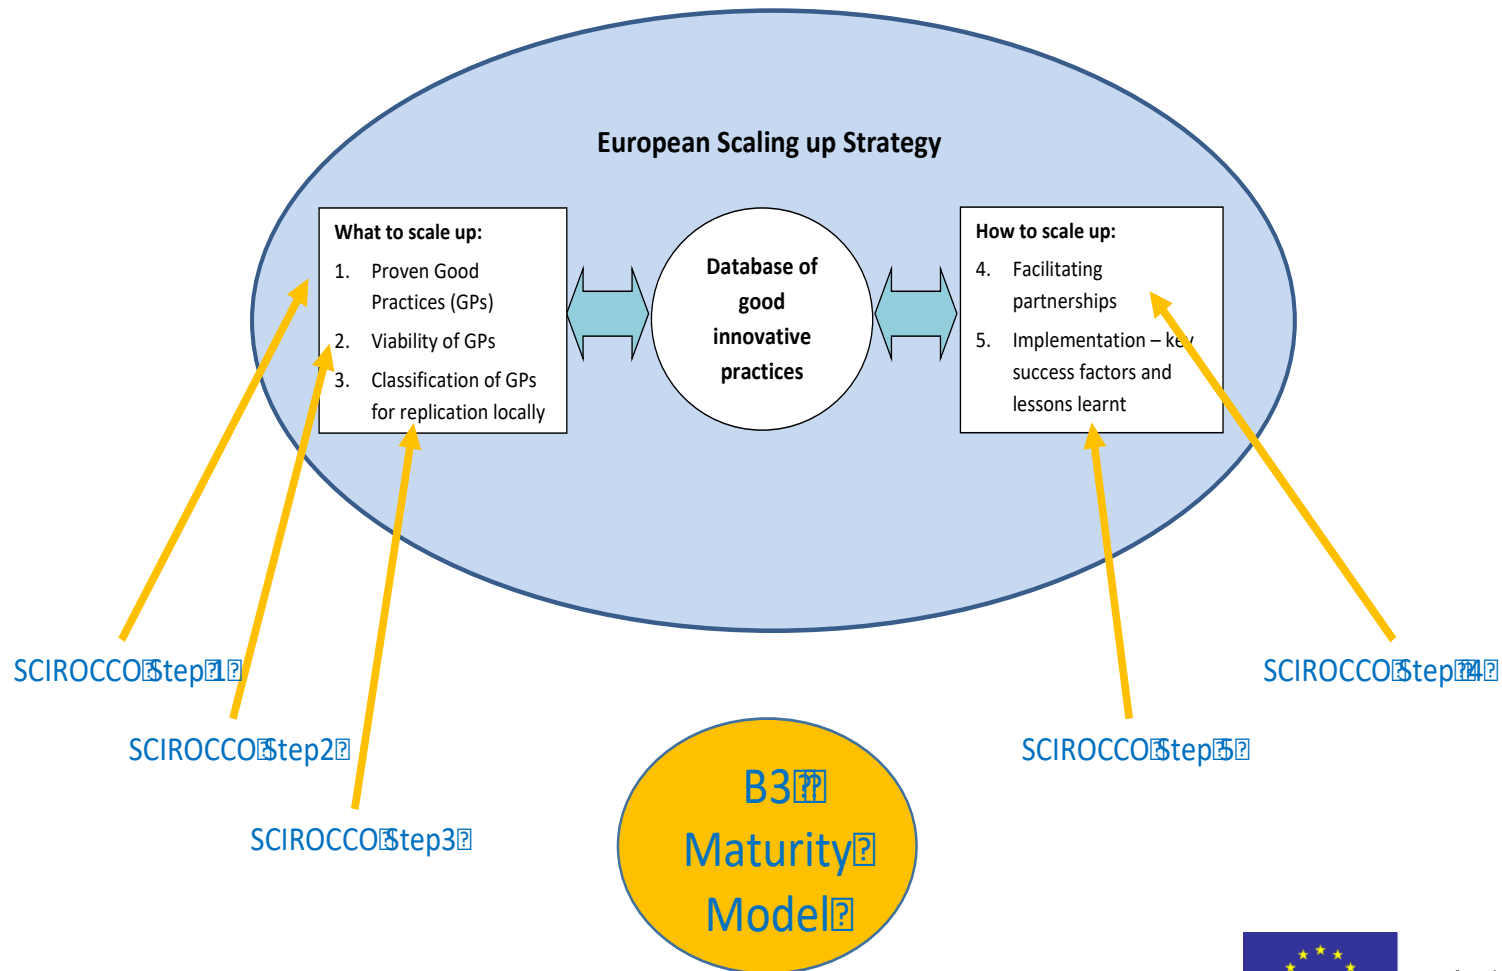 European Scaling up Strategy
What to scale up:
1. Proven Good
Practices (GPs)
2. Viability of GPs
3. Classification of GPs
for replication locally
Database of
good
innovative
practices
How to scale up:
4. Facilitating
partnerships
5. Implementation – key
success factors and
lessons learnt
SCIROCCO Step 1
SCIROCCO Step 4
SCIROCCO Step2
SCIROCCO Step 5
SCIROCCO Step3
B3
Maturity
Model